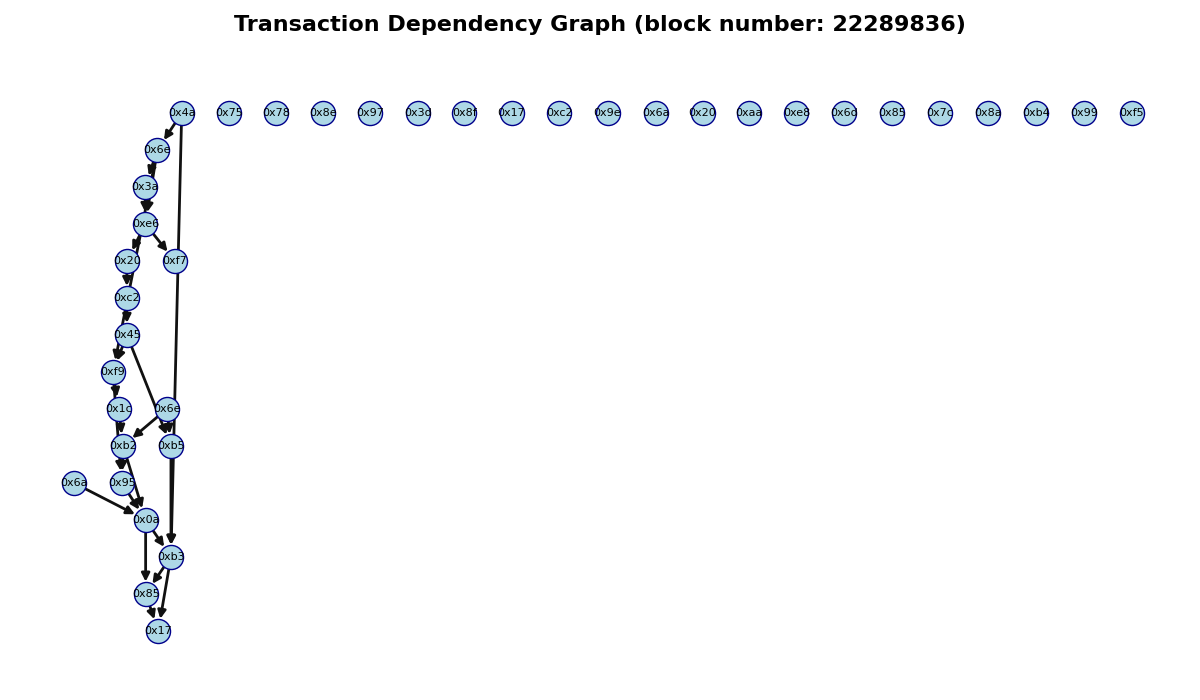 Transaction Dependency Graph (block number: 22289836)
0x4a 0x75 0x78 0x8e 0x97 0x3d 0x8f 0x17 0xc2 0x9e 0x6a 0x20 0xaa 0xe8 0x6d 0x85 0x7c 0x8a 0xb4 0x99 0xf5
0x6e
0x3a
0xe6
0x20 0xf7
0xc2
0x45
0xf9
0x1c 0x6e
0xb2 0xb5
0x6a 0x95
0x0a
0xb3
0x85
0x17